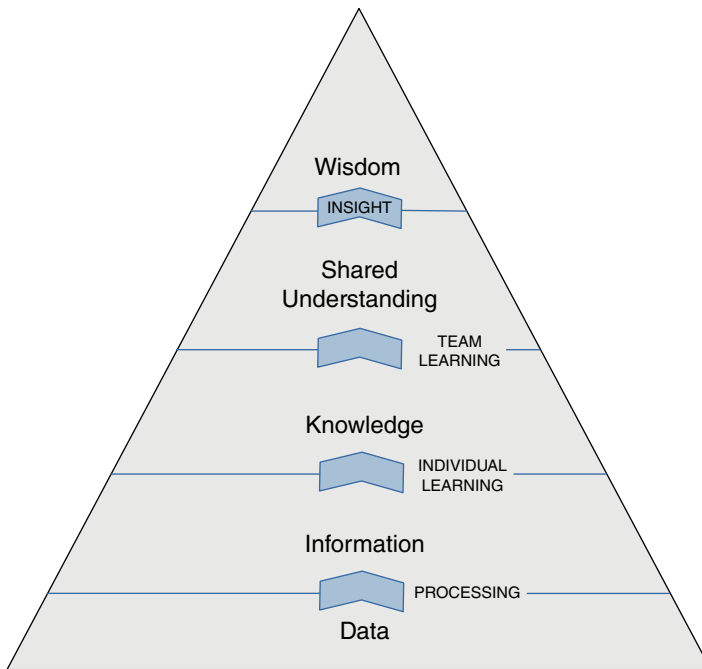 Wisdom
INSIGHT
Shared
Understanding
TEAM
LEARNING
Knowledge
INDIVIDUAL
LEARNING
Information
PROCESSING
Data